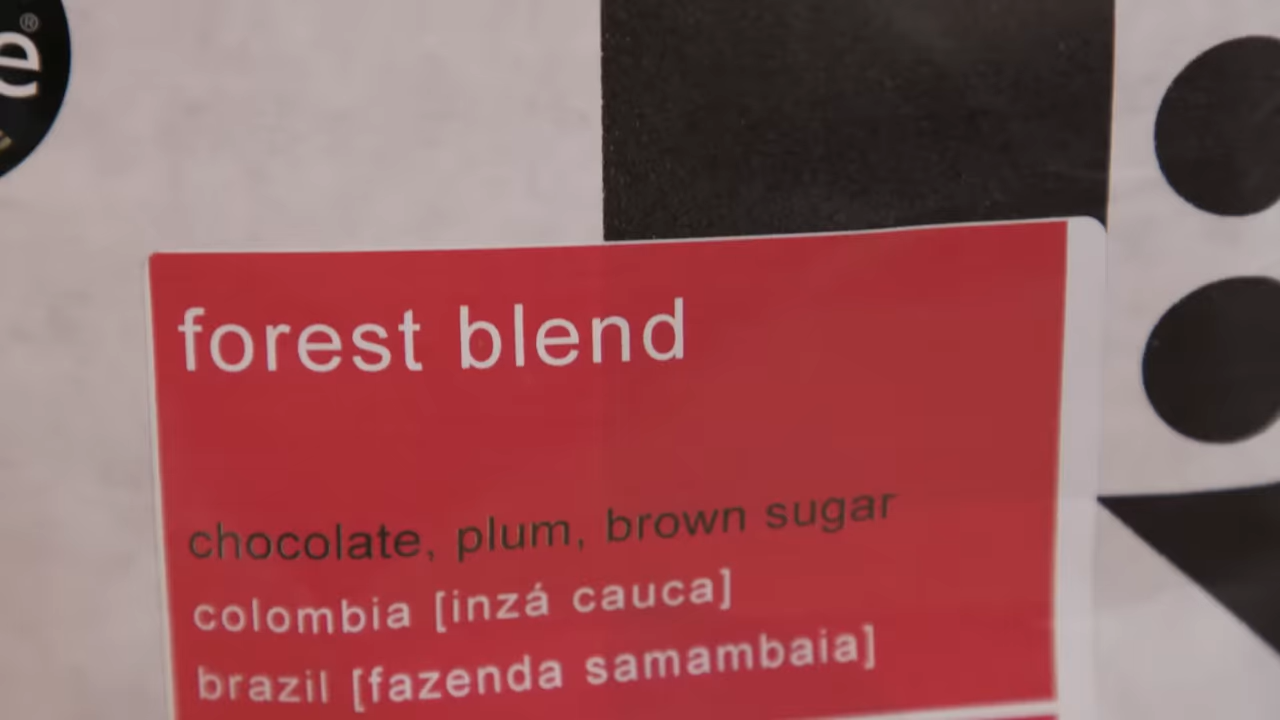 e®
forest blend
chocolate, plum, brown sugar
colombia [inzá cauca]
brazil [fazenda samambaia]